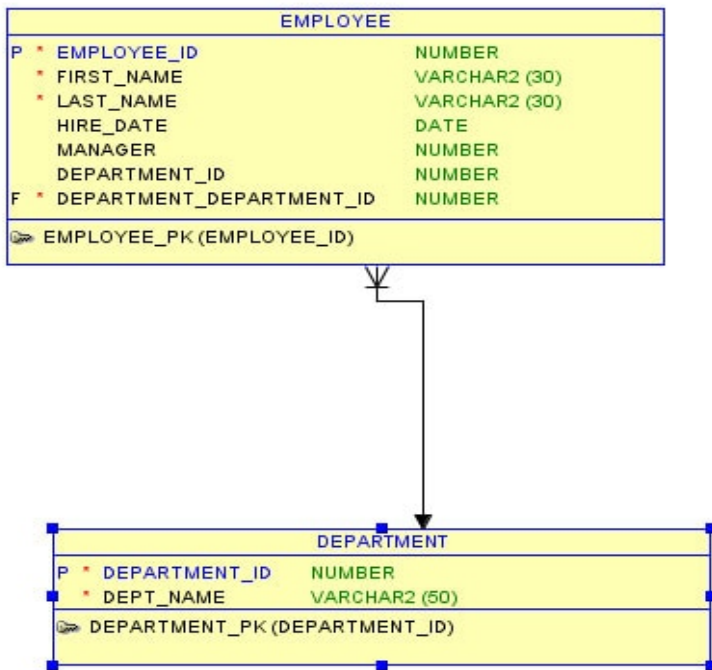 EMPLOYEE
P * EMPLOYEE_ID NUMBER
* FIRST_NAME VARCHAR2 (30)
* LAST_NAME VARCHAR2 (30)
HIRE_DATE DATE
MANAGER NUMBER
DEPARTMENT_ID NUMBER
F * DEPARTMENT_DEPARTMENT_ID NUMBER
EMPLOYEE_PK (EMPLOYEE_ID)
DEPARTMENT
P * DEPARTMENT_ID NUMBER
* DEPT_NAME VARCHAR2 (50)
DEPARTMENT_PK (DEPARTMENT_ID)